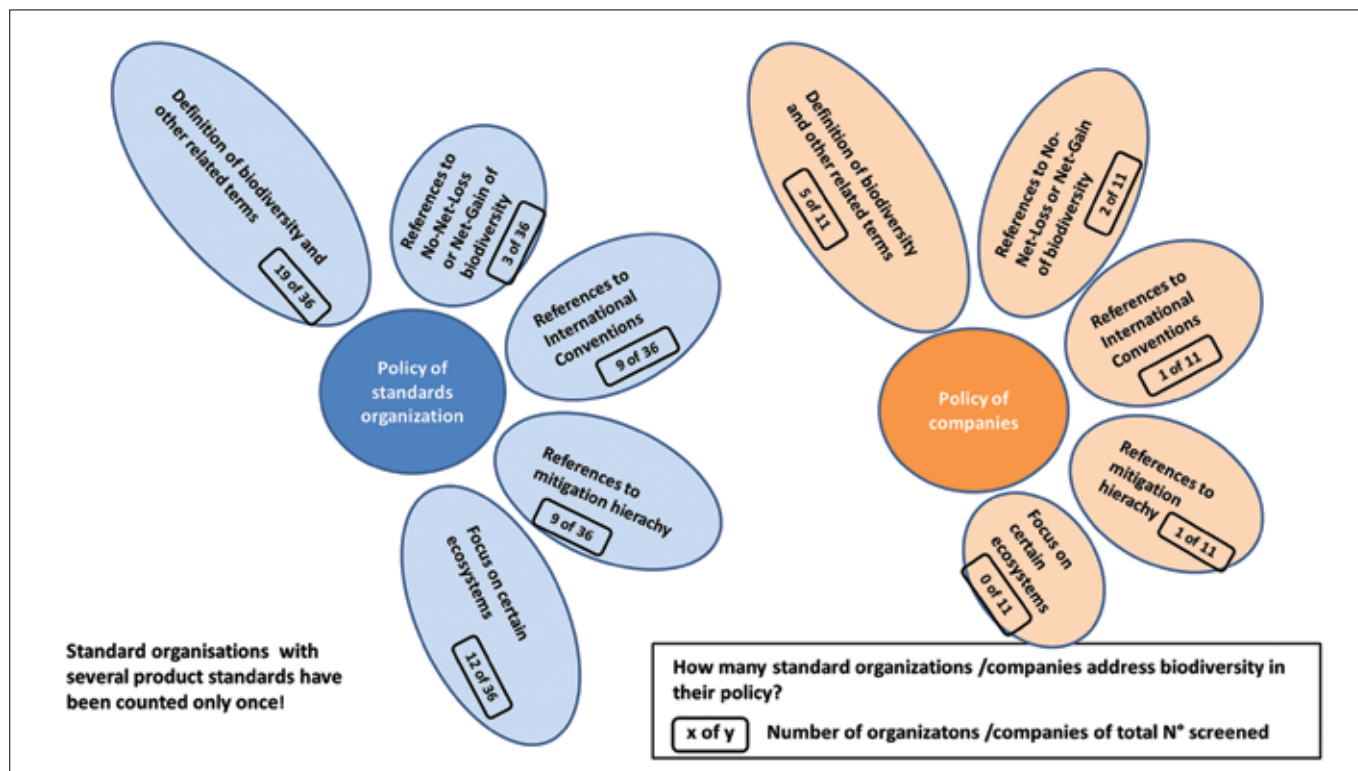 Definition of biodiversity and
other related terms
19 of 36
References to
No-Net-Loss
or Net-Gain of
biodiversity
3 of 36
References to
International
Conventions
9 of 36
References to
mitigation hierachy
9 of 36
Focus on certain
ecosystems
12 of 36
Policy of
standards
organization
Definition of biodiversity
and other related terms
5 of 11
References to No-
Net-Loss or Net-Gain
of biodiversity
2 of 11
References to
International
Conventions
1 of 11
References to
mitigation
hierachy
1 of 11
Focus on
certain
ecosystems
0 of 11
Policy of
companies
Standard organisations with
several product standards have
been counted only once!
How many standard organizations /companies address biodiversity in
their policy?
x of y Number of organizatons /companies of total N° screened